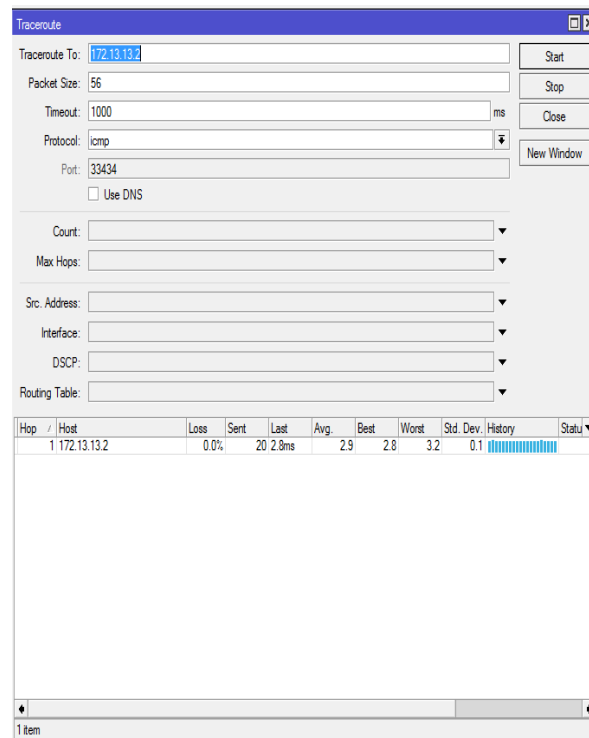 Traceroute
Traceroute To: 172.13.13.2
Start
Packet Size: 56
Stop
Timeout: 1000 ms
Close
Protocol: icmp
New Window
Port: 33434
Use DNS
Count:
Max Hops:
Src. Address:
Interface:
DSCP:
Routing Table:
Hop / Host Loss Sent Last Avg. Best Worst Std. Dev. History Statu
1 172.13.13.2 0.0% 20 2.8ms 2.9 2.8 3.2 0.1
1 item